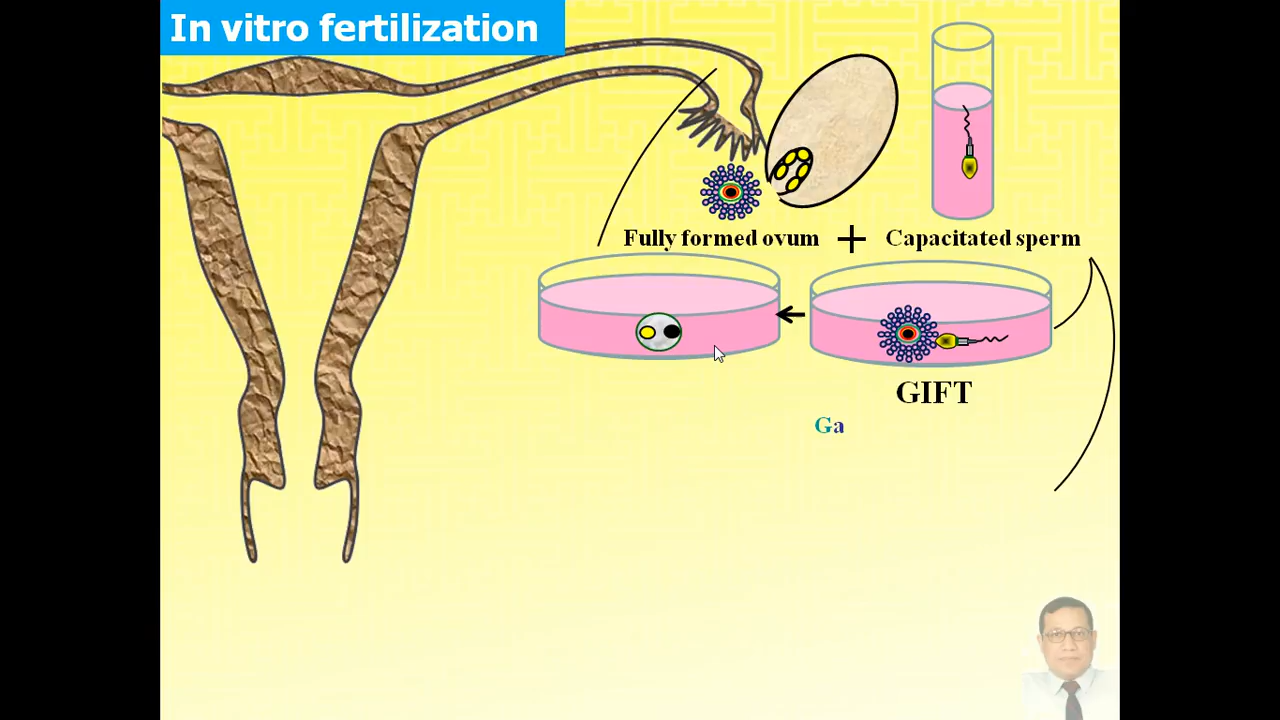 In vitro fertilization
Fully formed ovum + Capacitated sperm
GIFT
Ga